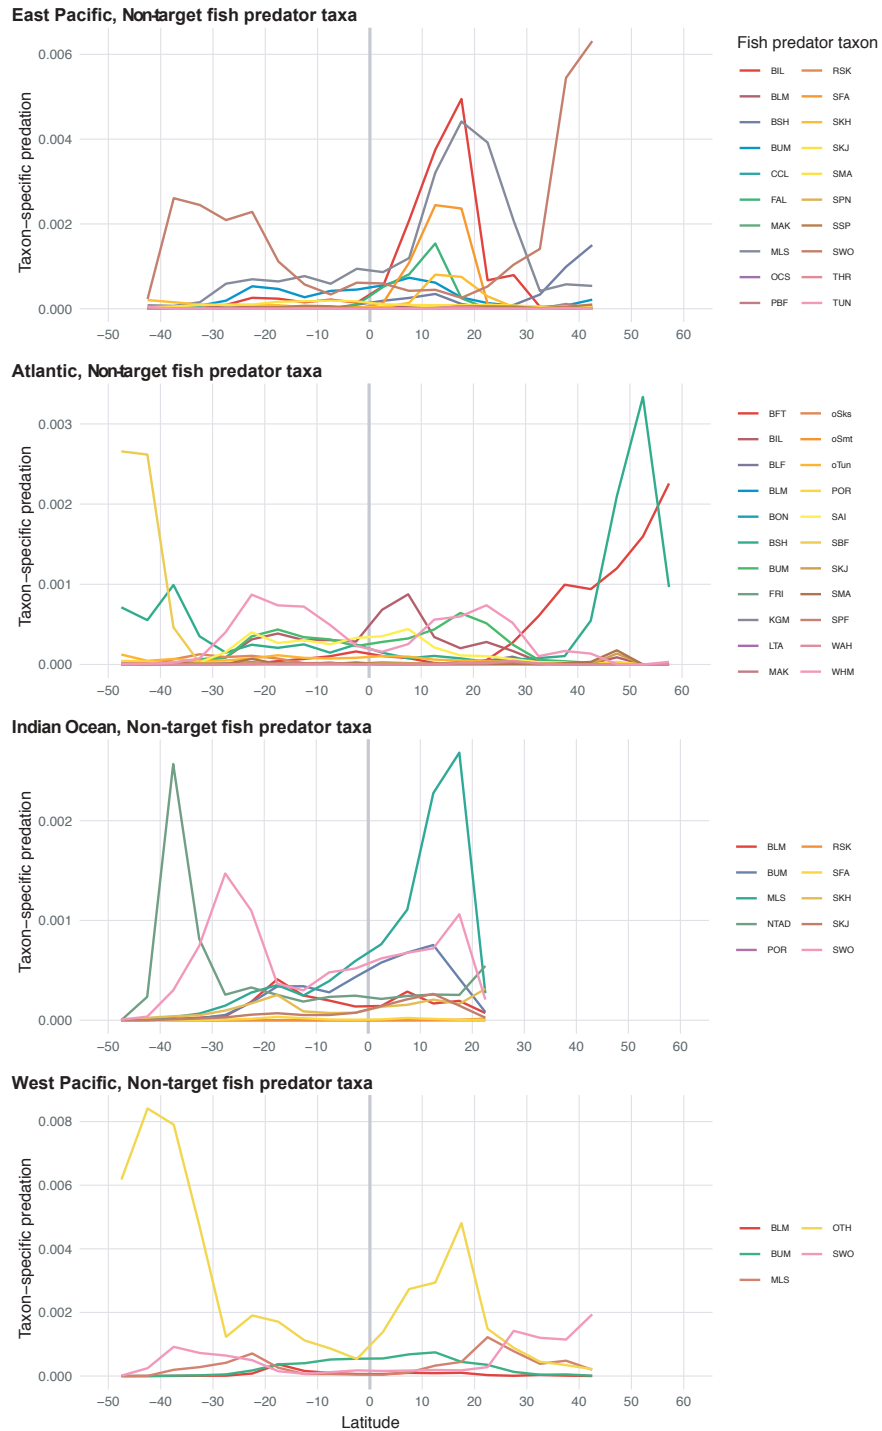 East Pacific, Non-target fish predator taxa
Taxon−specific predation
0.006
0.004
0.002
0.000
−50 −40 −30 −20 −10 0 10 20 30 40 50 60
Fish predator taxon
BIL RSK
BLM SFA
BSH SKH
BUM SKJ
CCL SMA
FAL SPN
MAK SSP
MLS SWO
OCS THR
PBF TUN
Atlantic, Non-target fish predator taxa
Taxon−specific predation
0.003
0.002
0.001
0.000
−50 −40 −30 −20 −10 0 10 20 30 40 50 60
BFT oSks
BIL oSmt
BLF oTun
BLM POR
BON SAI
BSH SBF
BUM SKJ
FRI SMA
KGM SPF
LTA WAH
MAK WHM
Indian Ocean, Non-target fish predator taxa
Taxon−specific predation
0.002
0.001
0.000
−50 −40 −30 −20 −10 0 10 20 30 40 50 60
BLM RSK
BUM SFA
MLS SKH
NTAD SKJ
POR SWO
West Pacific, Non-target fish predator taxa
Taxon−specific predation
0.008
0.006
0.004
0.002
0.000
−50 −40 −30 −20 −10 0 10 20 30 40 50 60
Latitude
BLM OTH
BUM SWO
MLS